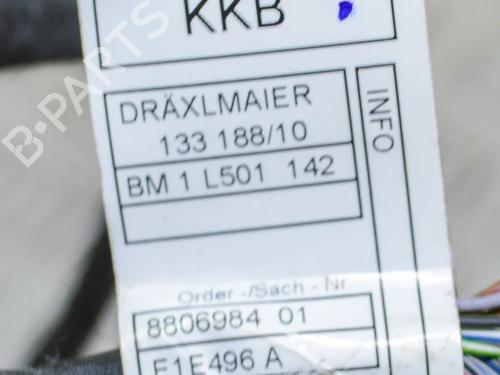 KKB
DRÄXLMAIER
133 188/10
BM 1 L501 142
INFO
Order -/Sach - Nr.
8806984 01
E1E496 A
B-PARTS